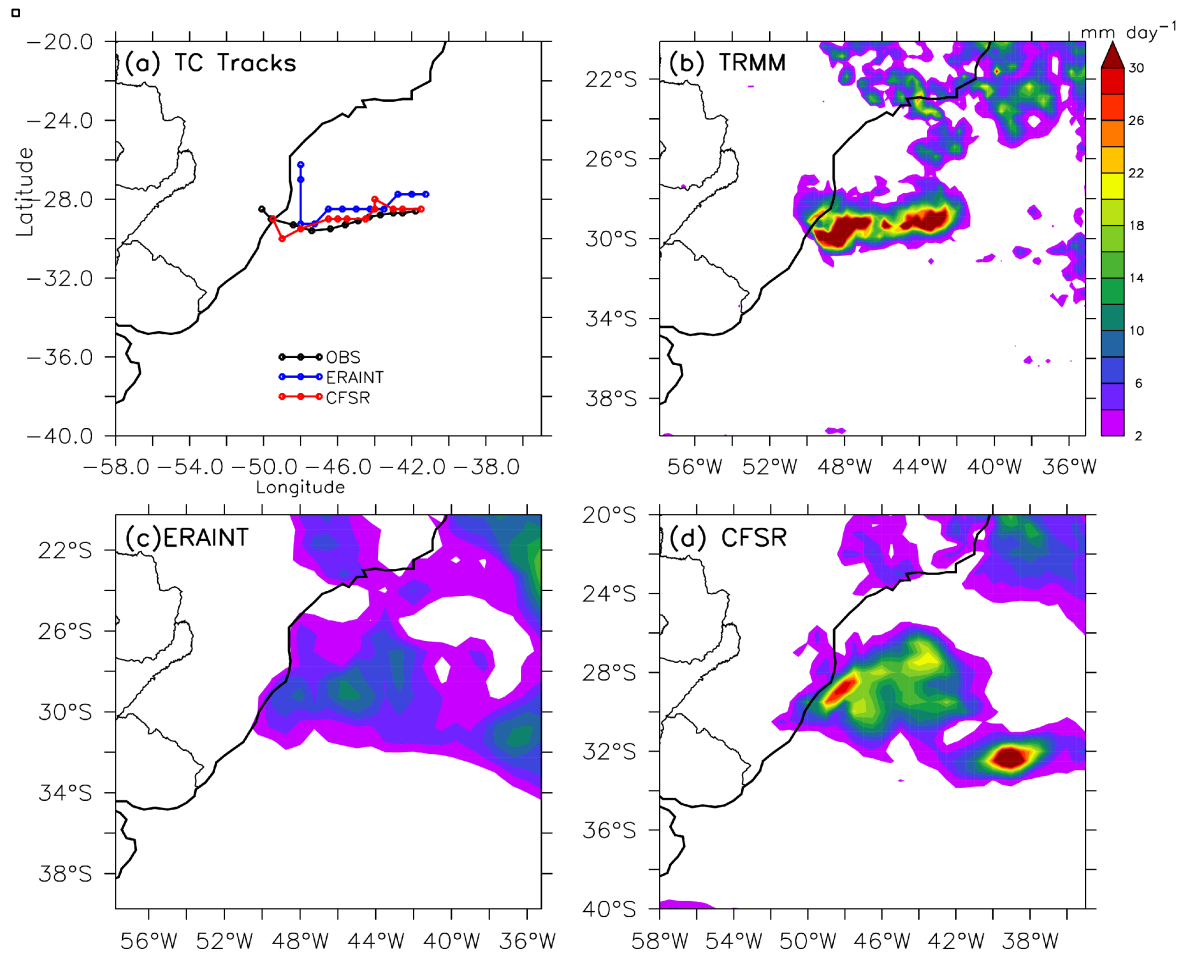 mm day⁻¹
(a) TC Tracks
(b) TRMM
Latitude
−20.0
−24.0
−28.0
−32.0
−36.0
−40.0
OBS
ERAINT
CFSR
−58.0 −54.0 −50.0 −46.0 −42.0 −38.0
Longitude
22°S
26°S
30°S
34°S
38°S
56°W 52°W 48°W 44°W 40°W 36°W
30
26
22
18
14
10
6
2
(c)ERAINT
22°S
26°S
30°S
34°S
38°S
56°W 52°W 48°W 44°W 40°W
(d) CFSR
20°S
24°S
28°S
32°S
36°S
40°S
58°W 54°W 50°W 46°W 42°W 38°W